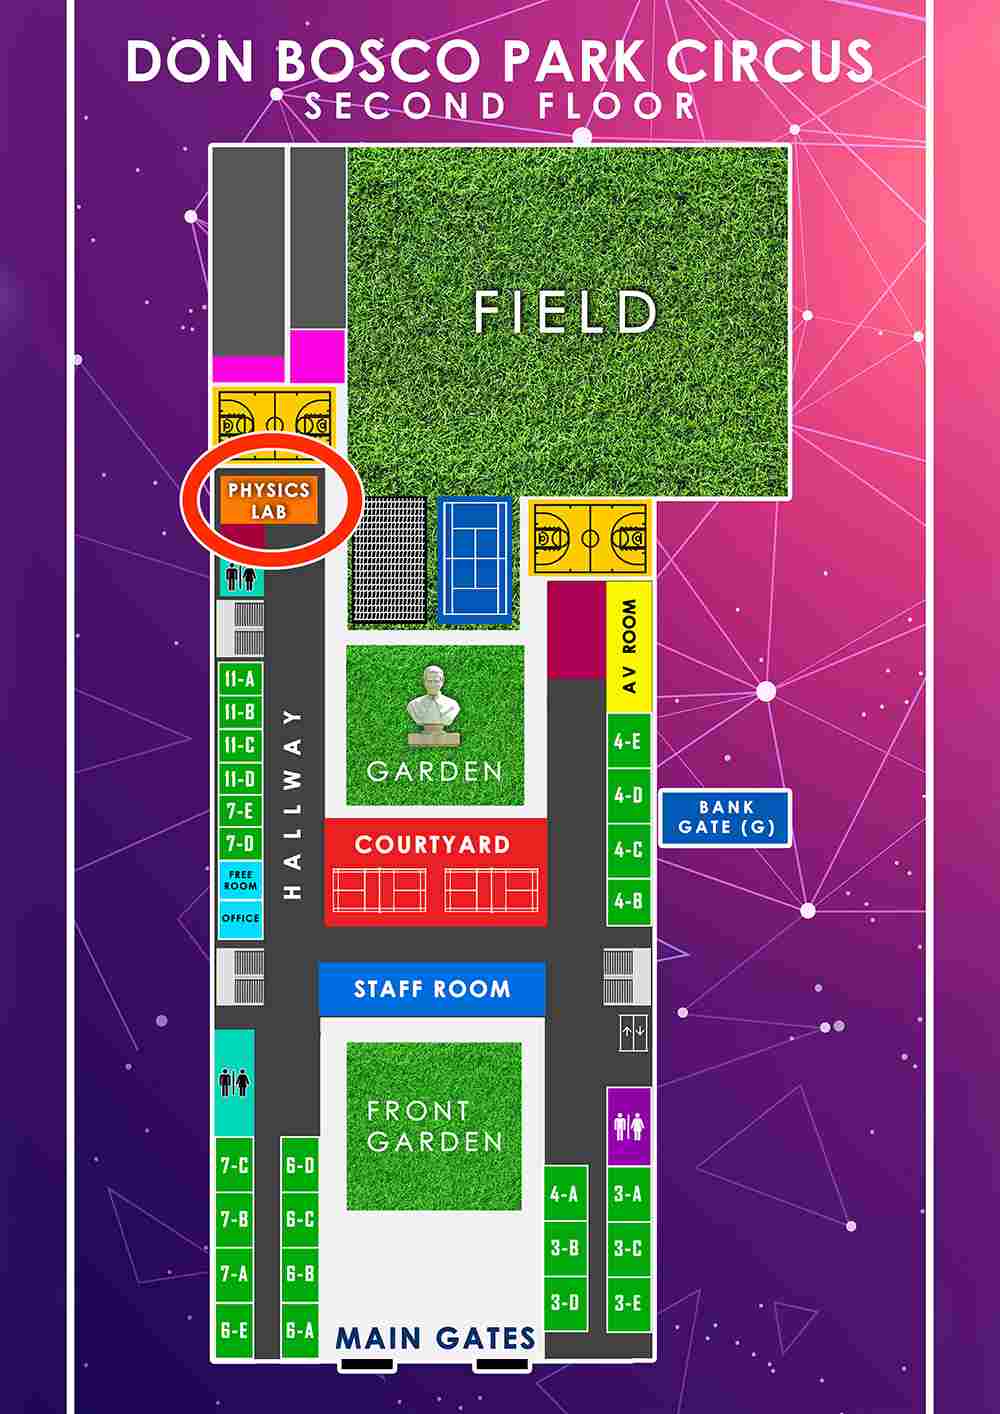 DON BOSCO PARK CIRCUS
SECOND FLOOR
FIELD
PHYSICS
LAB
AV ROOM
11-A
11-B
11-C
11-D
7-E
7-D
FREE
ROOM
OFFICE
HALLWAY
GARDEN
COURTYARD
4-E
4-D
4-C
4-B
BANK
GATE (G)
STAFF ROOM
FRONT
GARDEN
7-C
7-B
7-A
6-E
6-D
6-C
6-B
6-A
4-A
3-B
3-D
3-A
3-C
3-E
MAIN GATES